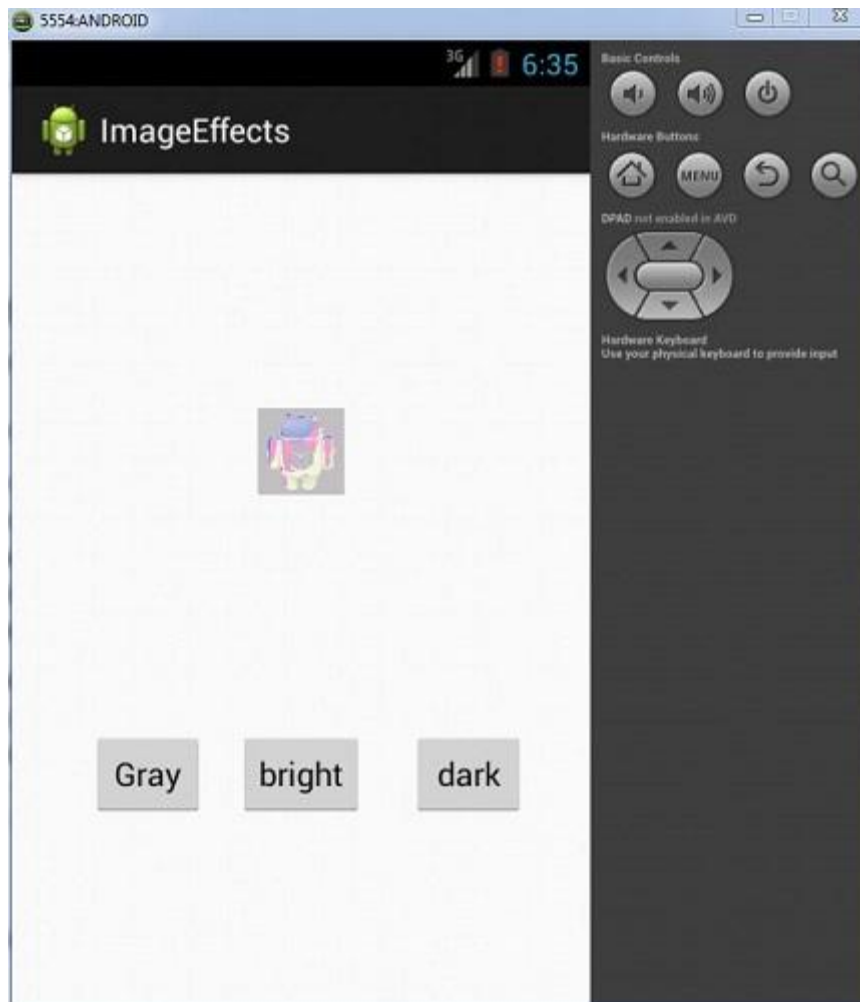 5554:ANDROID
3G 6:35
ImageEffects
Gray
bright
dark
Basic Controls
Hardware Buttons
MENU
DPAD not enabled in AVD
Hardware Keyboard
Use your physical keyboard to provide input